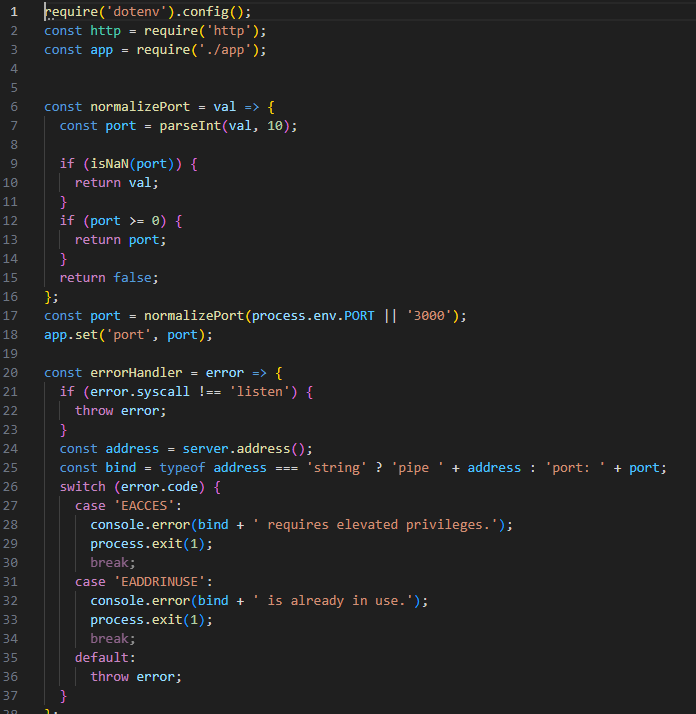 1 require('dotenv').config();
2 const http = require('http');
3 const app = require('./app');
4
5
6 const normalizePort = val => {
7   const port = parseInt(val, 10);
8
9   if (isNaN(port)) {
10     return val;
11   }
12   if (port >= 0) {
13     return port;
14   }
15   return false;
16 };
17 const port = normalizePort(process.env.PORT || '3000');
18 app.set('port', port);
19
20 const errorHandler = error => {
21   if (error.syscall !== 'listen') {
22     throw error;
23   }
24   const address = server.address();
25   const bind = typeof address === 'string' ? 'pipe ' + address : 'port: ' + port;
26   switch (error.code) {
27     case 'EACCES':
28       console.error(bind + ' requires elevated privileges.');
29       process.exit(1);
30       break;
31     case 'EADDRINUSE':
32       console.error(bind + ' is already in use.');
33       process.exit(1);
34       break;
35     default:
36       throw error;
37   }
38 };